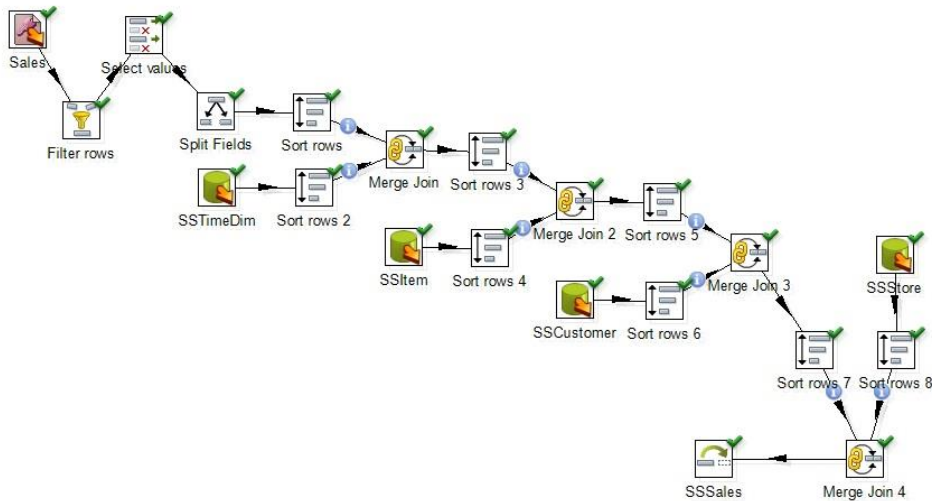 Sales
Select values
Filter rows
Split Fields
Sort rows
Merge Join
Sort rows 3
SSTimeDim
Sort rows 2
Merge Join 2
Sort rows 5
SSItem
Sort rows 4
Merge Join 3
SSStore
SSCustomer
Sort rows 6
Sort rows 7
Sort rows 8
SSSales
Merge Join 4